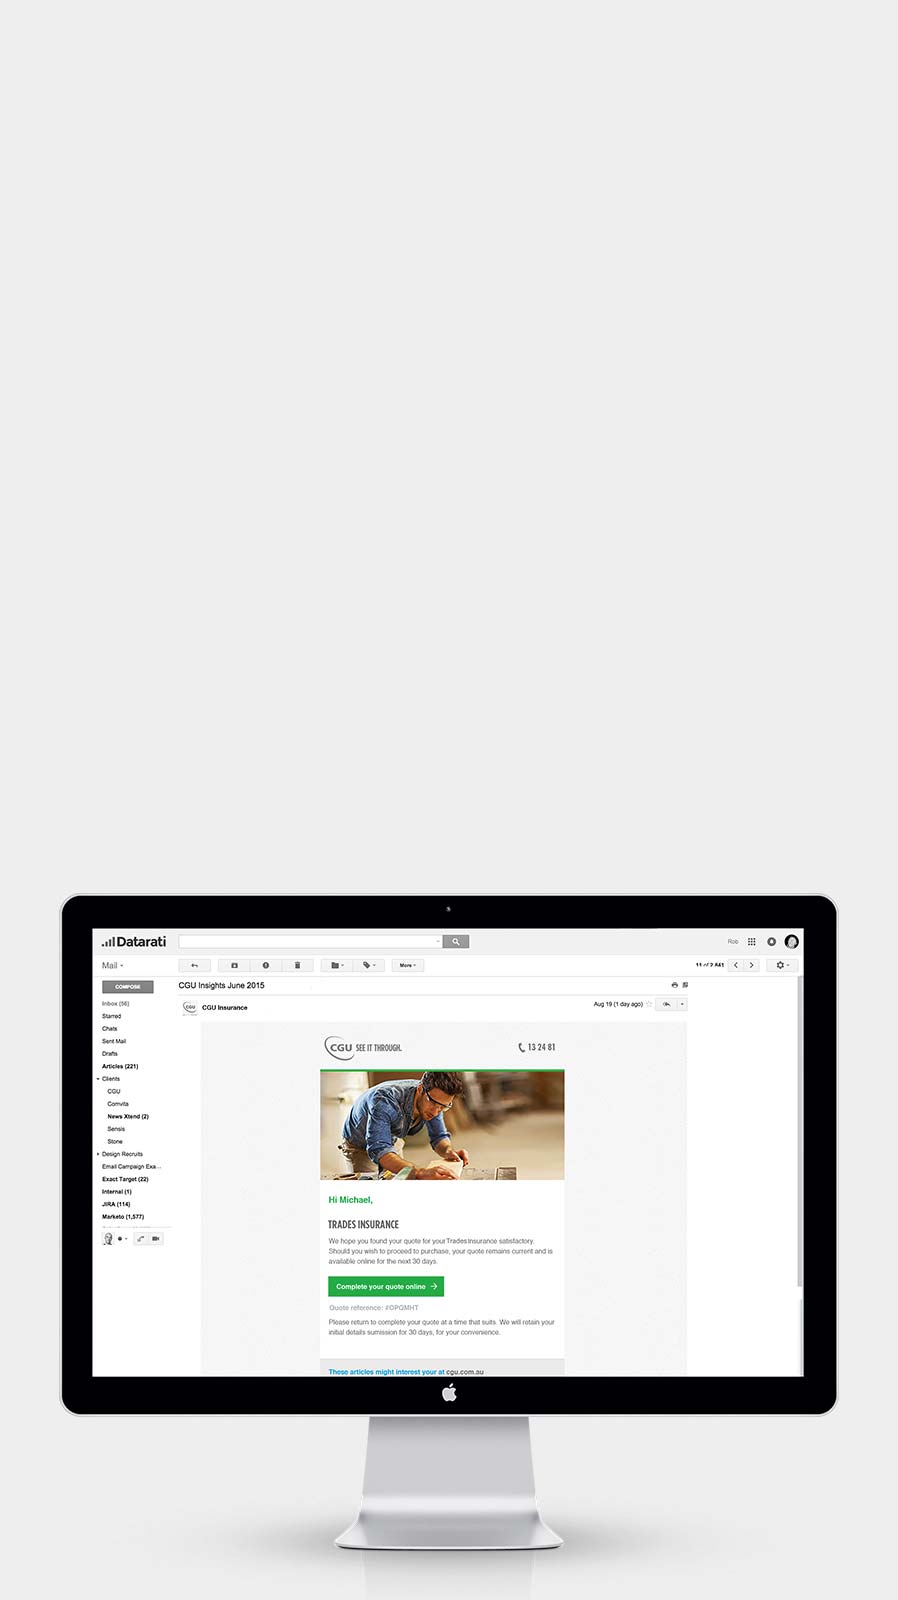 Datarati
Rob
Mail
More
11 of 2,841
COMPOSE
CGU Insights June 2015
Inbox (56)
CGU
CGU Insurance
Aug 19 (1 day ago)
Starred
Chats
Sent Mail
Drafts
Articles (221)
Clients
CGU
Comvita
News Xtend (2)
Sensis
Stone
Design Recruits
Email Campaign Exa...
Exact Target (22)
Internal (1)
JIRA (114)
Marketo (1,577)
CGU SEE IT THROUGH.
13 24 81
Hi Michael,
TRADES INSURANCE
We hope you found your quote for your Trades Insurance satisfactory.
Should you wish to proceed to purchase, your quote remains current and is
available online for the next 30 days.
Complete your quote online →
Quote reference: #OPQMHT
Please return to complete your quote at a time that suits. We will retain your
initial details sumission for 30 days, for your convenience.
These articles might interest your at cgu.com.au